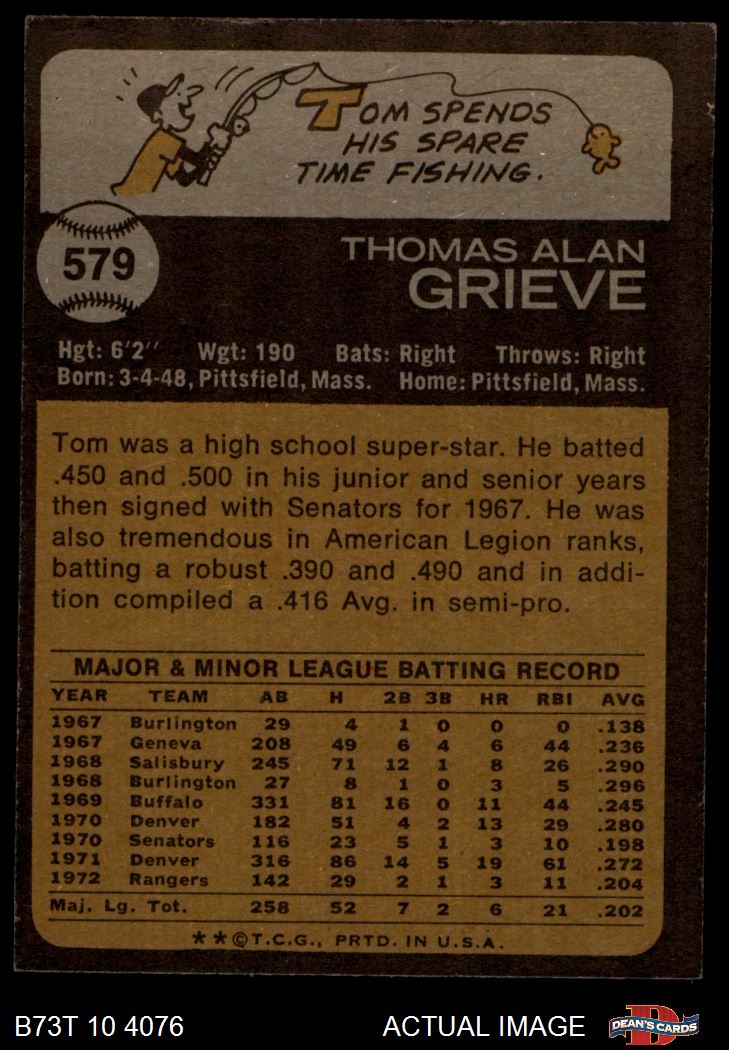 TOM SPENDS
HIS SPARE
TIME FISHING.
579
THOMAS ALAN
GRIEVE
Hgt: 6'2" Wgt: 190 Bats: Right Throws: Right
Born: 3-4-48, Pittsfield, Mass. Home: Pittsfield, Mass.
Tom was a high school super-star. He batted
.450 and .500 in his junior and senior years
then signed with Senators for 1967. He was
also tremendous in American Legion ranks,
batting a robust .390 and .490 and in addi-
tion compiled a .416 Avg. in semi-pro.
MAJOR & MINOR LEAGUE BATTING RECORD
YEAR TEAM AB H 2B 3B HR RBI AVG
1967 Burlington 29 4 1 0 0 0 .138
1967 Geneva 208 49 6 4 6 44 .236
1968 Salisbury 245 71 12 1 8 26 .290
1968 Burlington 27 8 1 0 3 5 .296
1969 Buffalo 331 81 16 0 11 44 .245
1970 Denver 182 51 4 2 13 29 .280
1970 Senators 116 23 5 1 3 10 .198
1971 Denver 316 86 14 5 19 61 .272
1972 Rangers 142 29 2 1 3 11 .204
Maj. Lg. Tot. 258 52 7 2 6 21 .202
**©T.C.G., PRTD. IN U.S.A.
B73T 10 4076 ACTUAL IMAGE D DEAN'S CARDS